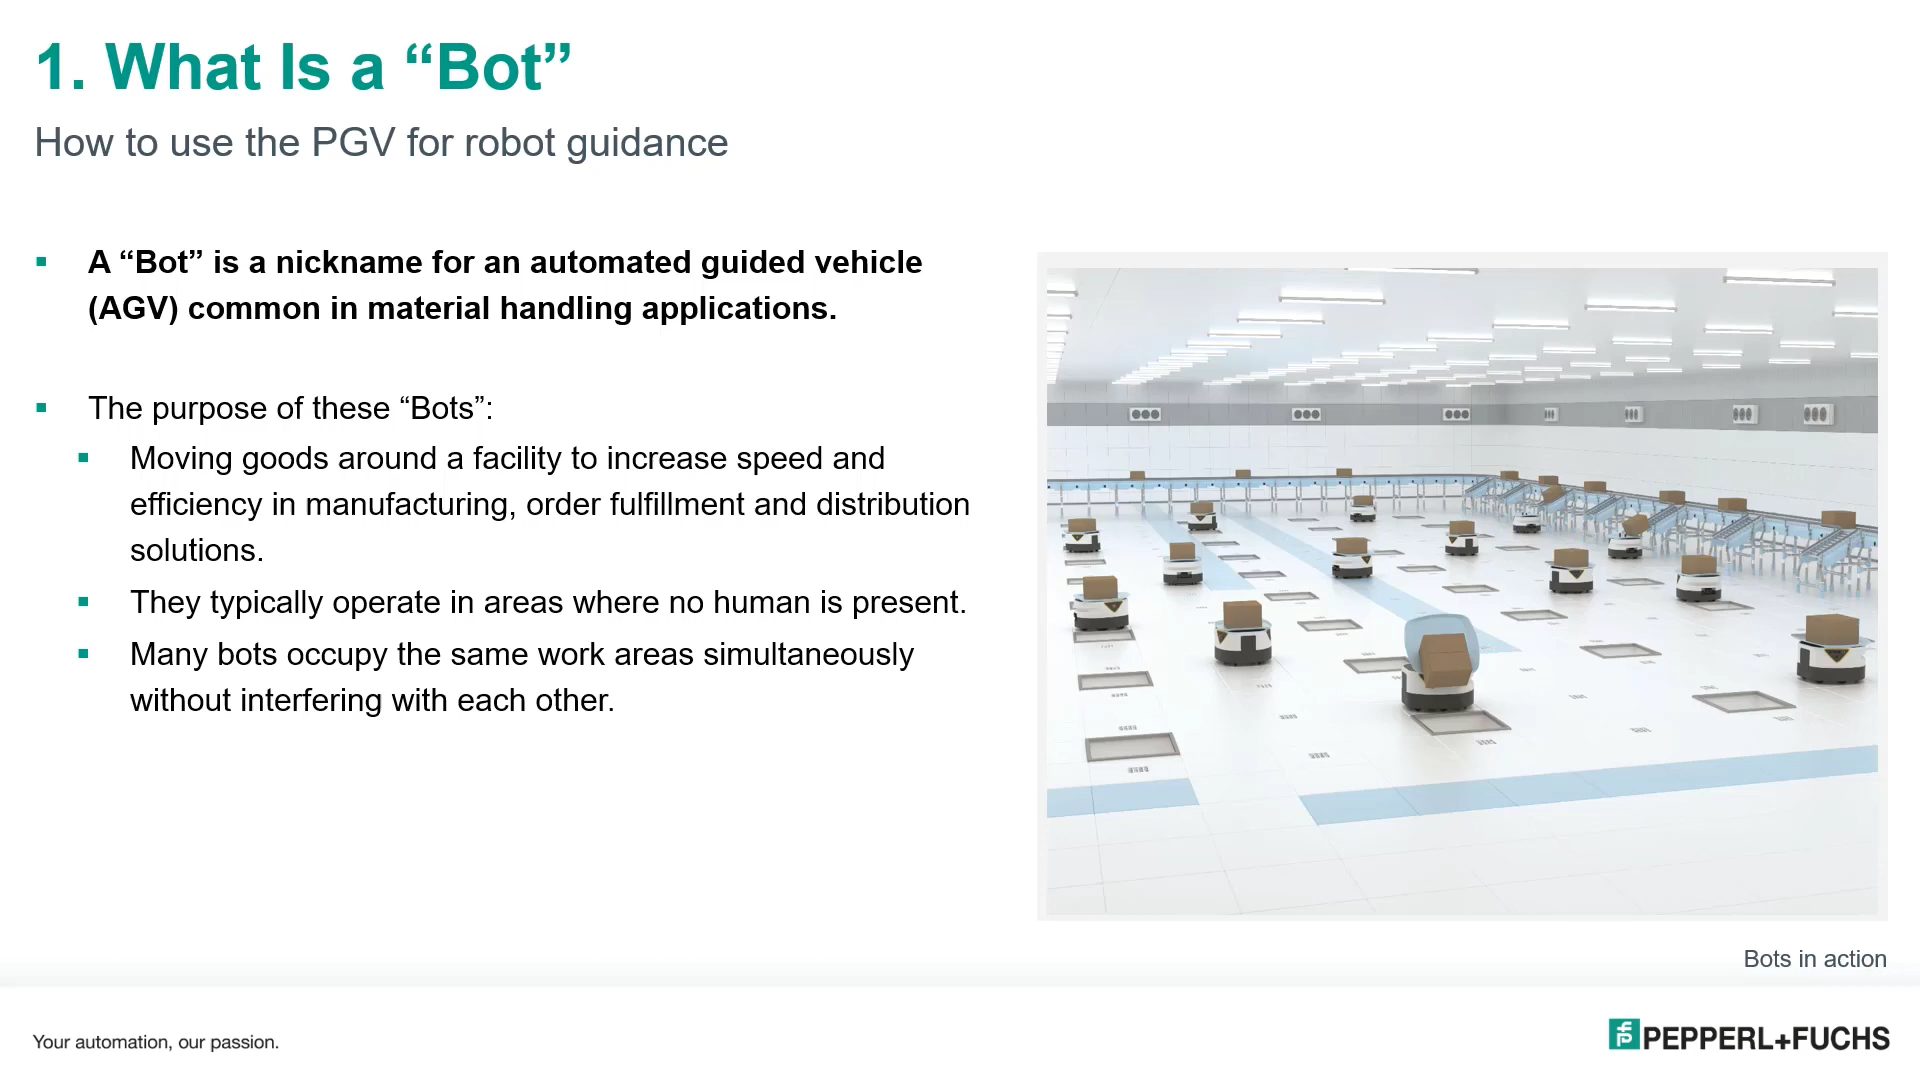 1. What Is a “Bot”
How to use the PGV for robot guidance
A “Bot” is a nickname for an automated guided vehicle
(AGV) common in material handling applications.
The purpose of these “Bots”:
Moving goods around a facility to increase speed and
efficiency in manufacturing, order fulfillment and distribution
solutions.
They typically operate in areas where no human is present.
Many bots occupy the same work areas simultaneously
without interfering with each other.
Bots in action
Your automation, our passion.
PEPPERL+FUCHS